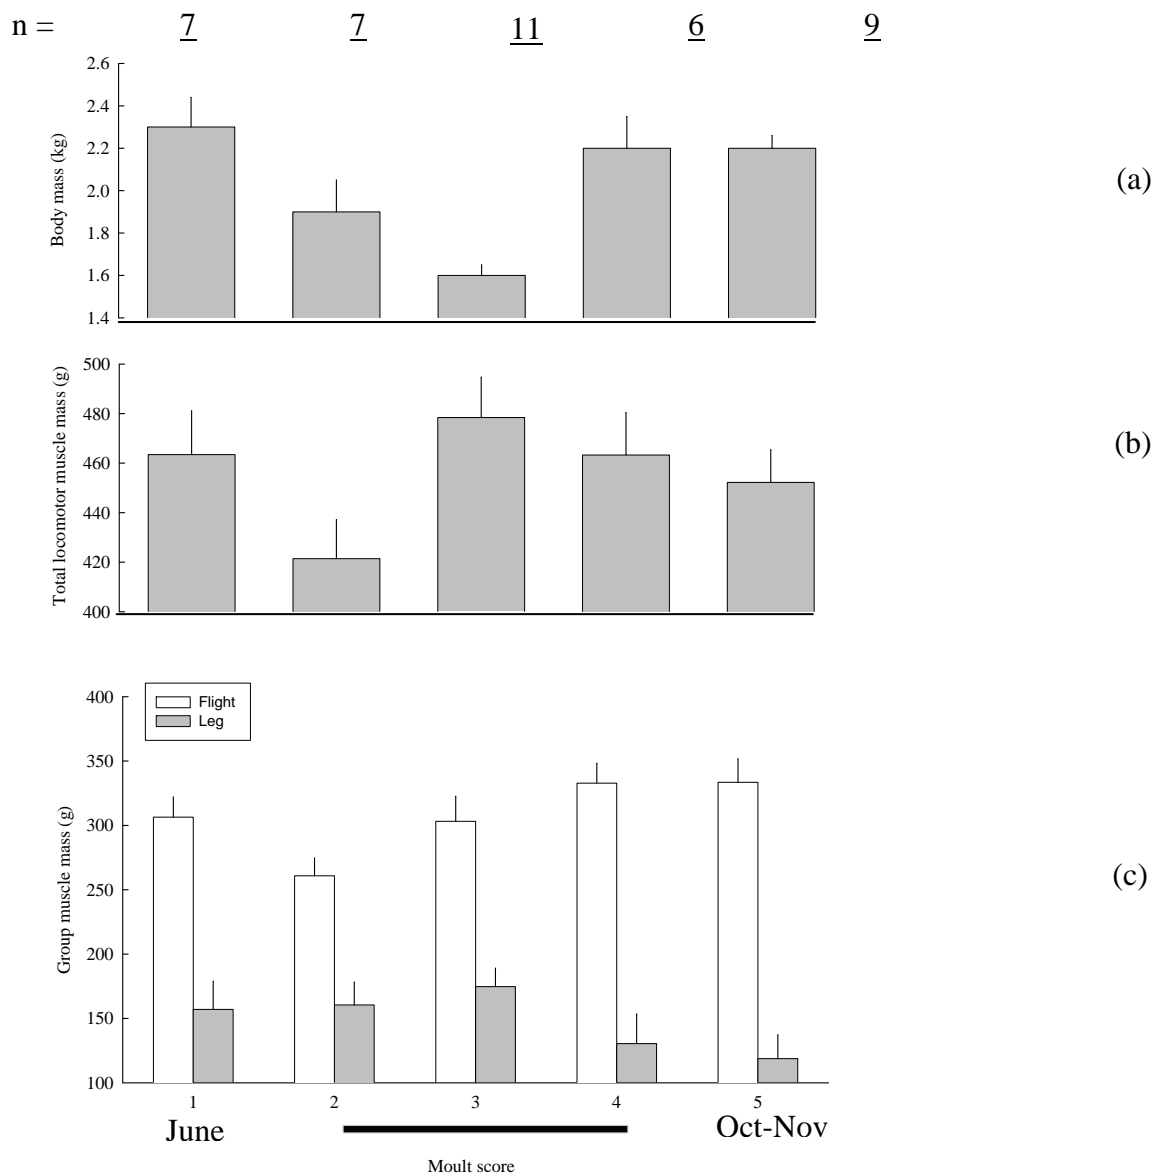 n = 7 7 11 6 9
2.6
2.4
2.2
2.0
1.8
1.6
1.4
Body mass (kg)
(a)
500
480
460
440
420
400
Total locomotor muscle mass (g)
(b)
400
350
300
250
200
150
100
Group muscle mass (g)
Flight
Leg
(c)
1 2 3 4 5
June Oct-Nov
Moult score